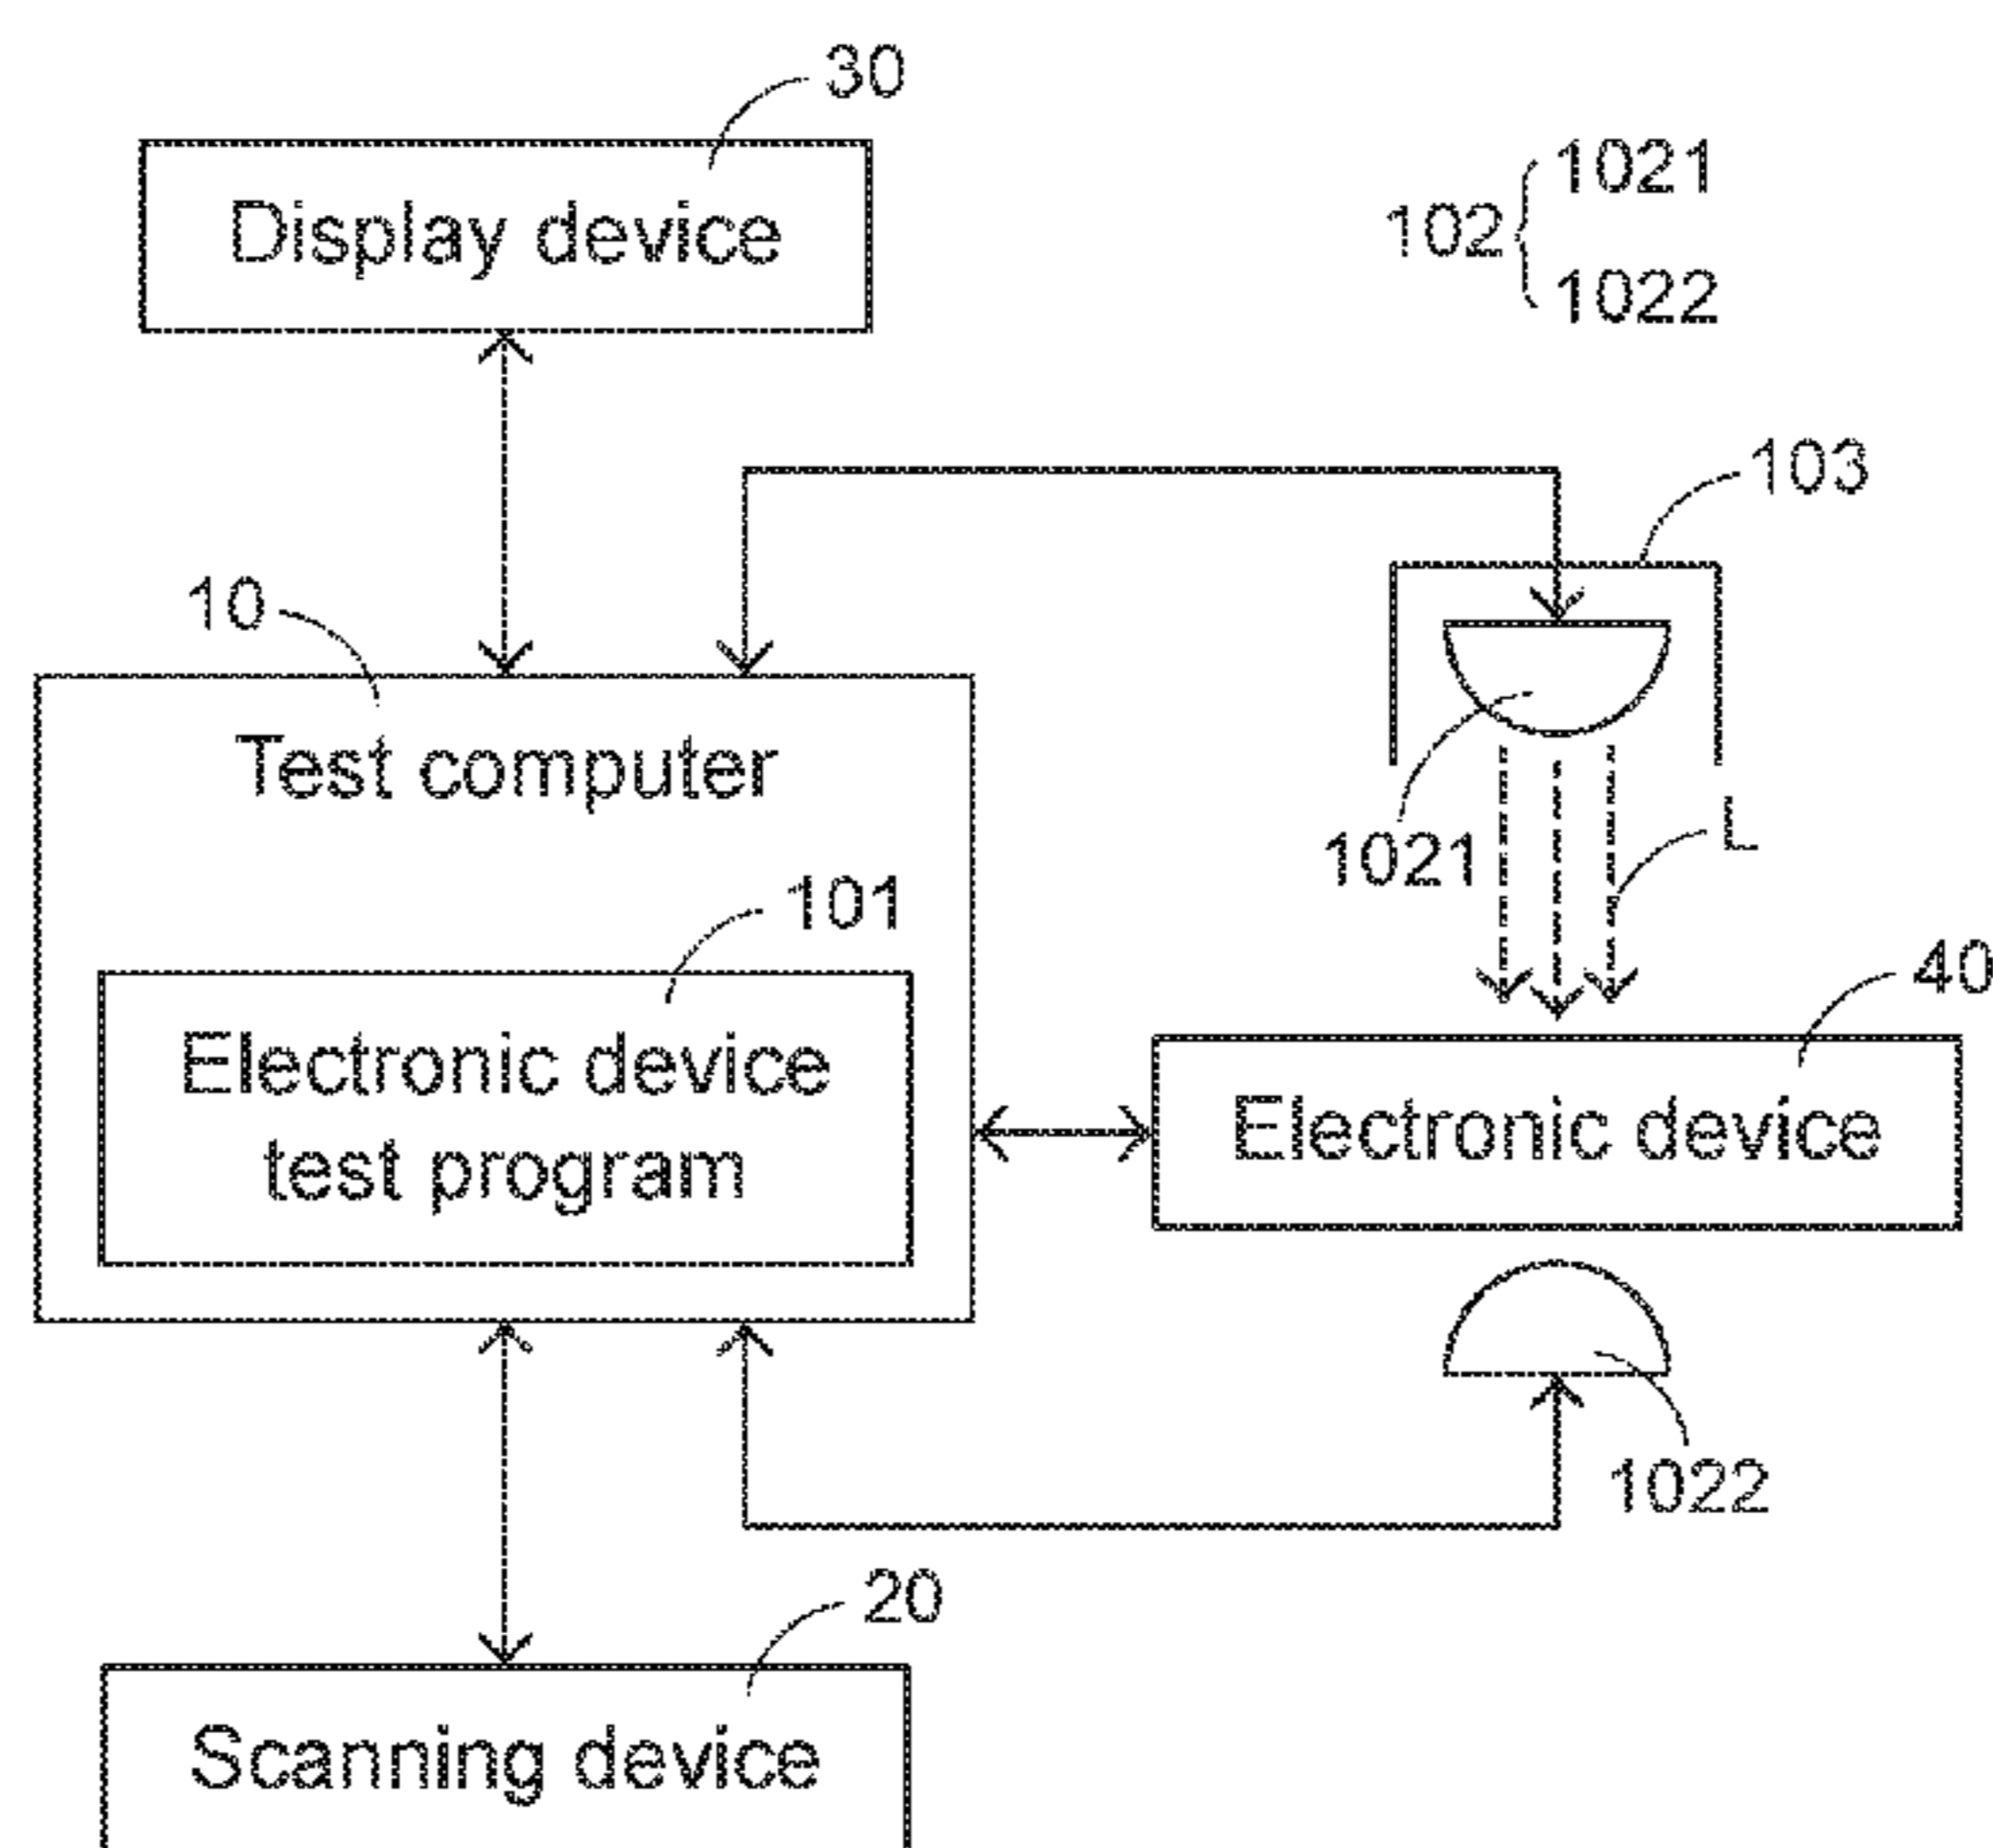 30
Display device
1021
102
1022
103
10
Test computer
1021
L
101
Electronic device
test program
40
Electronic device
1022
20
Scanning device